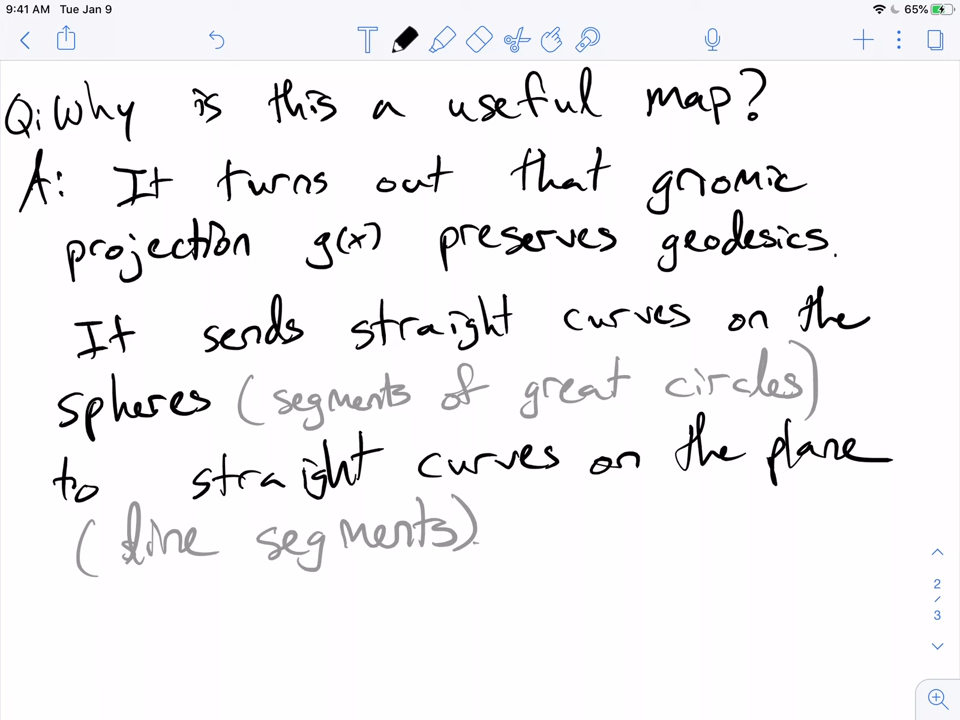 9:41 AM Tue Jan 9
65%
Q: Why is this a useful map?
A: It turns out that gnomic
projection g(x) preserves geodesics.
It sends straight curves on the
spheres (segments of great circles)
to straight curves on the plane
(line segments).
2
/
3